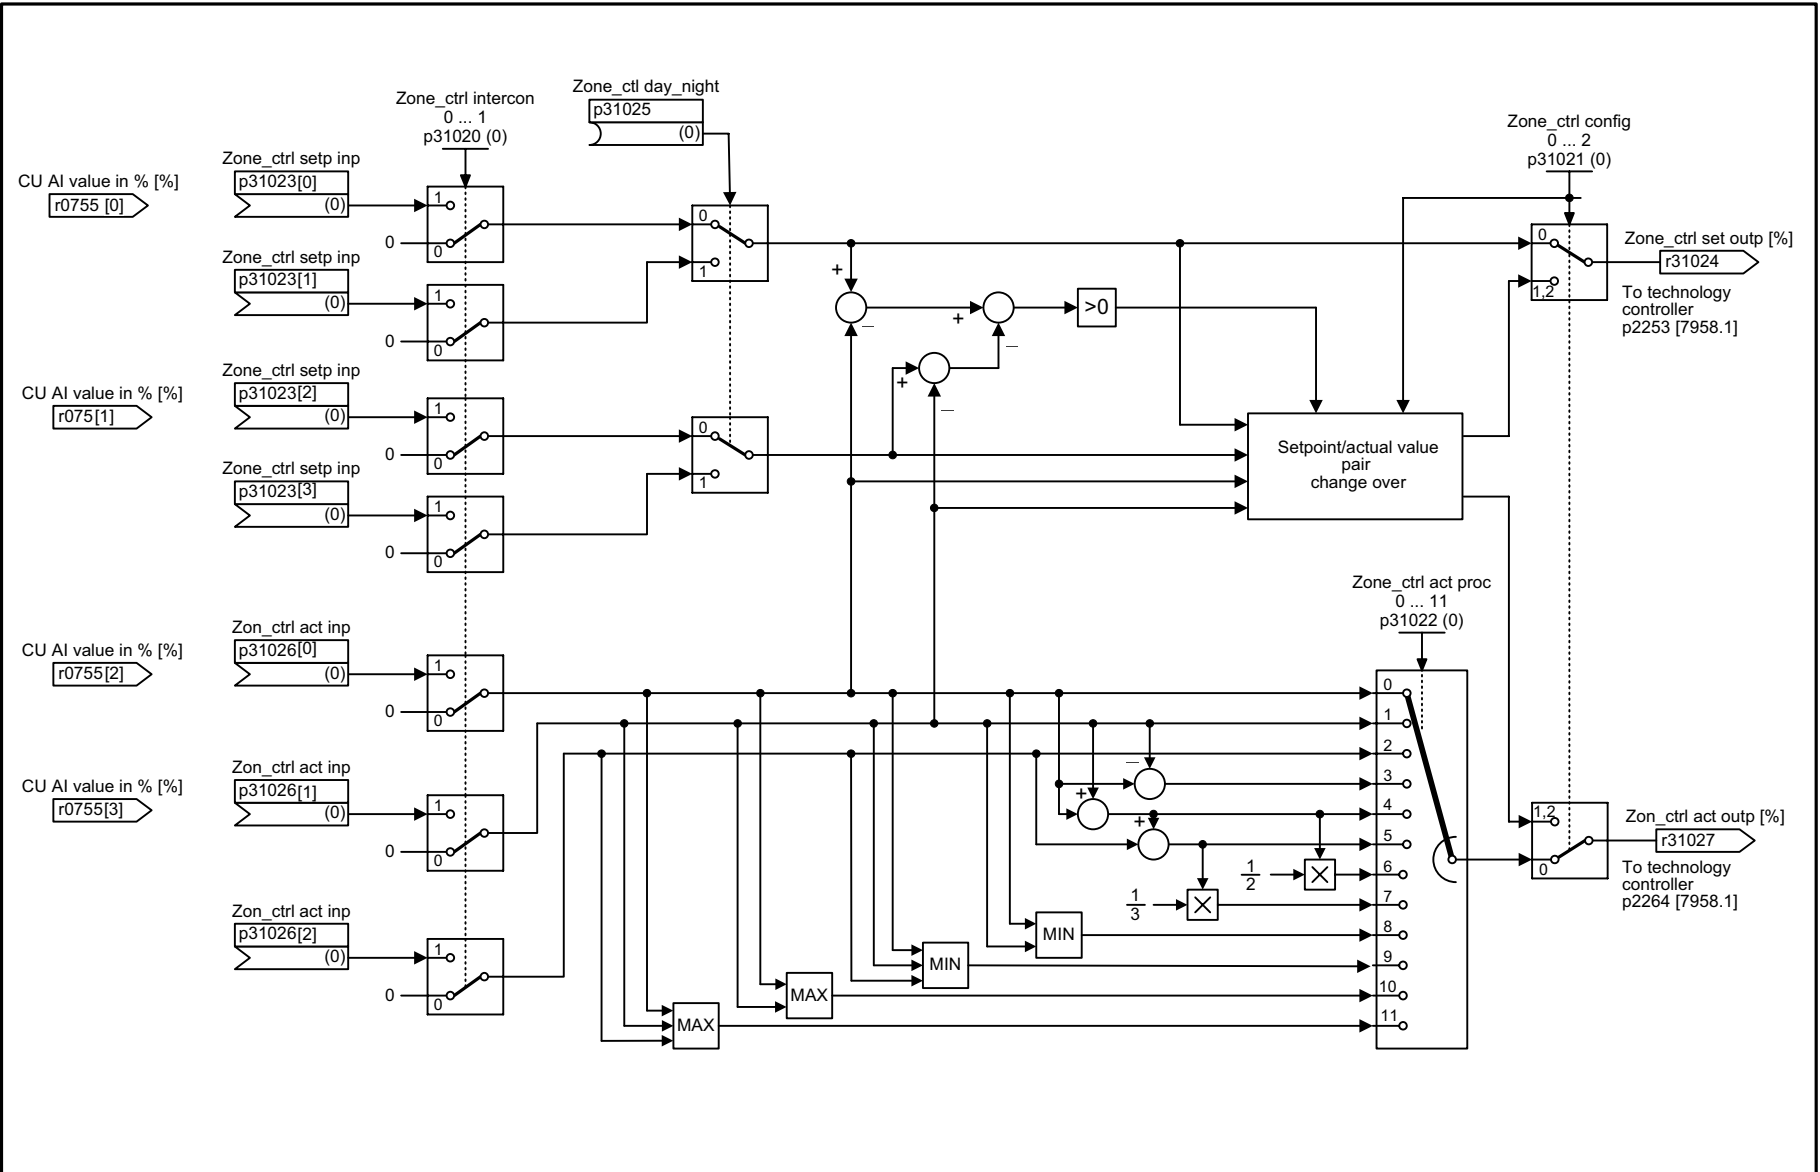 Zone_ctl day_night
p31025
(0)
Zone_ctrl intercon
0 ... 1
p31020 (0)
Zone_ctrl config
0 ... 2
p31021 (0)
CU AI value in % [%]
r0755 [0]
Zone_ctrl setp inp
p31023[0]
(0)
1
0
0
Zone_ctrl setp inp
p31023[1]
(0)
1
0
0
0
1
CU AI value in % [%]
r075[1]
Zone_ctrl setp inp
p31023[2]
(0)
1
0
0
Zone_ctrl setp inp
p31023[3]
(0)
1
0
0
0
1
+
–
+
–
+
–
>0
Setpoint/actual value
pair
change over
0
1,2
Zone_ctrl set outp [%]
r31024
To technology
controller
p2253 [7958.1]
CU AI value in % [%]
r0755[2]
Zon_ctrl act inp
p31026[0]
(0)
1
0
0
CU AI value in % [%]
r0755[3]
Zon_ctrl act inp
p31026[1]
(0)
1
0
0
Zon_ctrl act inp
p31026[2]
(0)
1
0
0
Zone_ctrl act proc
0 ... 11
p31022 (0)
0
1
2
3
4
5
6
7
8
9
10
11
–
+
+
1
2
×
1
3
×
MIN
MIN
MAX
MAX
1,2
0
Zon_ctrl act outp [%]
r31027
To technology
controller
p2264 [7958.1]